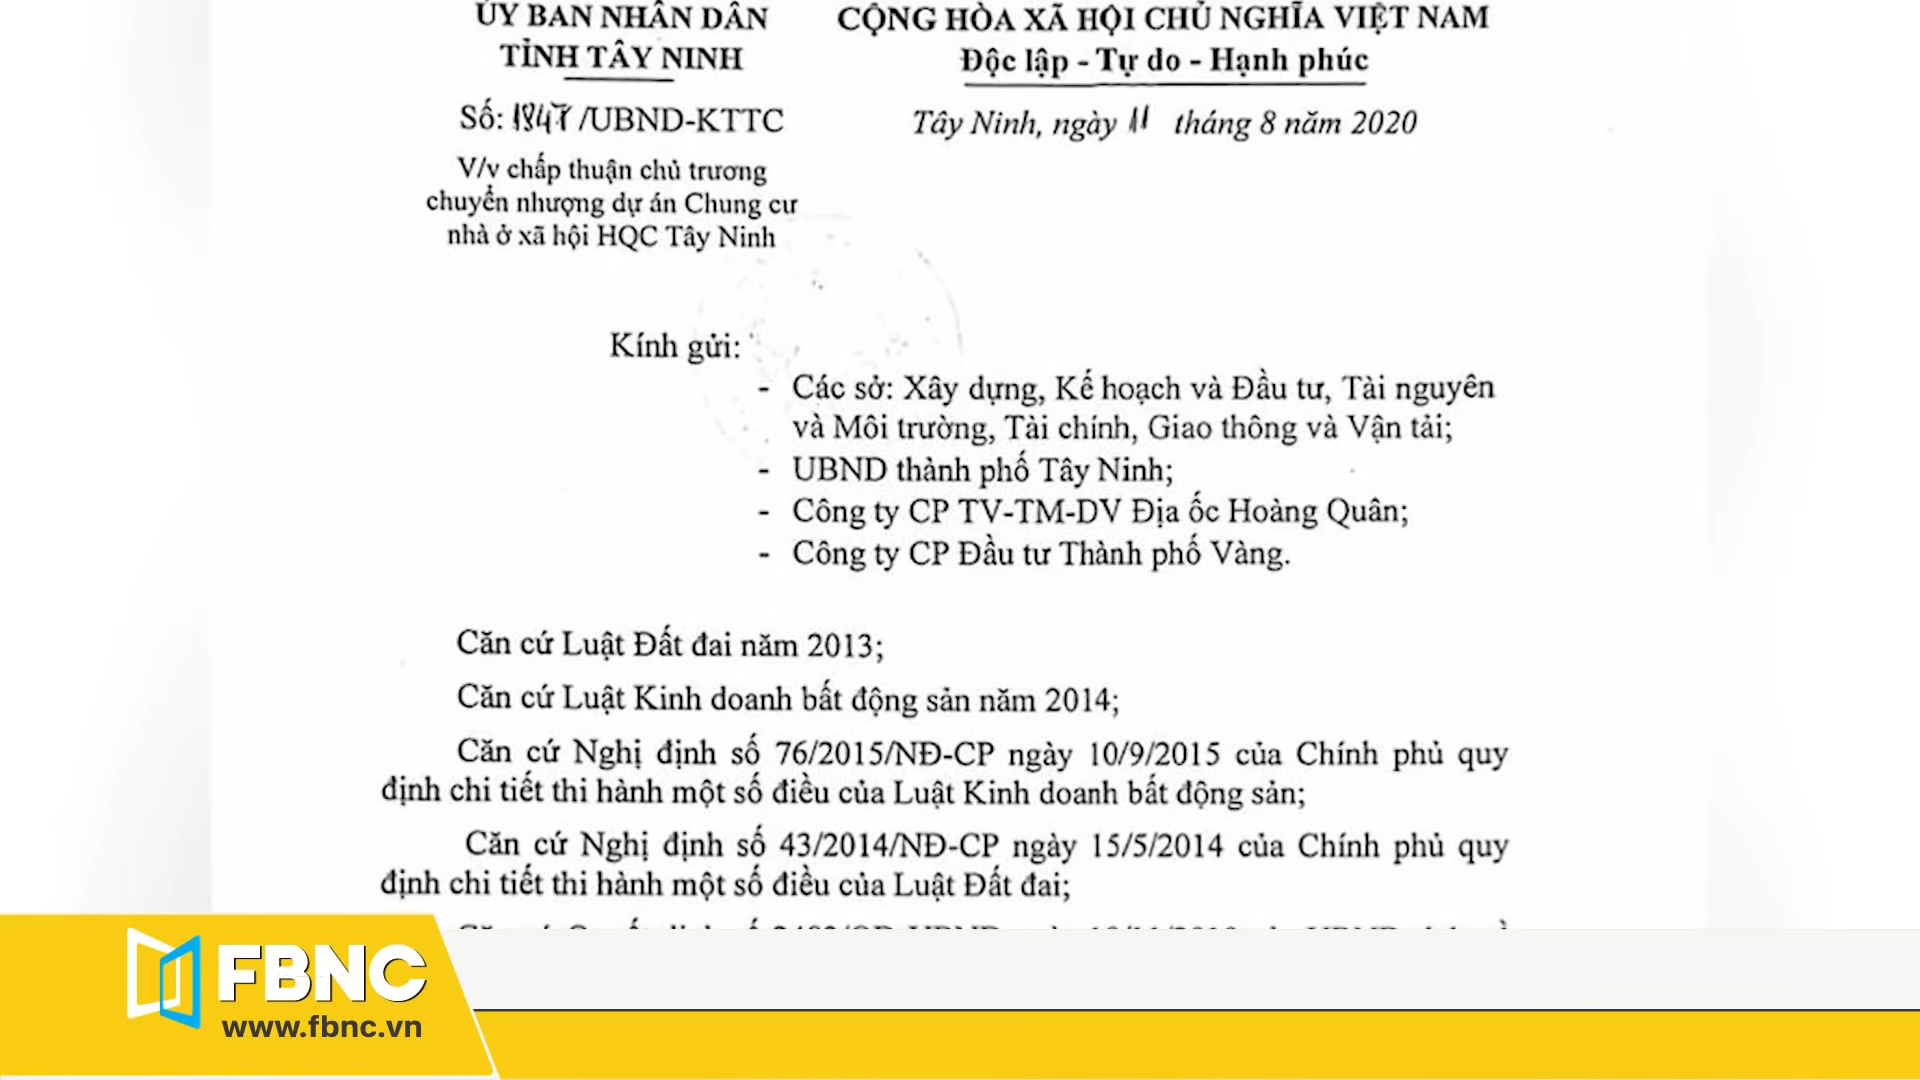 ỦY BAN NHÂN DÂN
TỈNH TÂY NINH
CỘNG HÒA XÃ HỘI CHỦ NGHĨA VIỆT NAM
Độc lập - Tự do - Hạnh phúc
Số: 1847/UBND-KTTC
Tây Ninh, ngày 11 tháng 8 năm 2020
V/v chấp thuận chủ trương
chuyển nhượng dự án Chung cư
nhà ở xã hội HQC Tây Ninh
Kính gửi:
- Các sở: Xây dựng, Kế hoạch và Đầu tư, Tài nguyên
và Môi trường, Tài chính, Giao thông và Vận tải;
- UBND thành phố Tây Ninh;
- Công ty CP TV-TM-DV Địa ốc Hoàng Quân;
- Công ty CP Đầu tư Thành phố Vàng.
Căn cứ Luật Đất đai năm 2013;
Căn cứ Luật Kinh doanh bất động sản năm 2014;
Căn cứ Nghị định số 76/2015/NĐ-CP ngày 10/9/2015 của Chính phủ quy
định chi tiết thi hành một số điều của Luật Kinh doanh bất động sản;
Căn cứ Nghị định số 43/2014/NĐ-CP ngày 15/5/2014 của Chính phủ quy
định chi tiết thi hành một số điều của Luật Đất đai;
FBNC
www.fbnc.vn